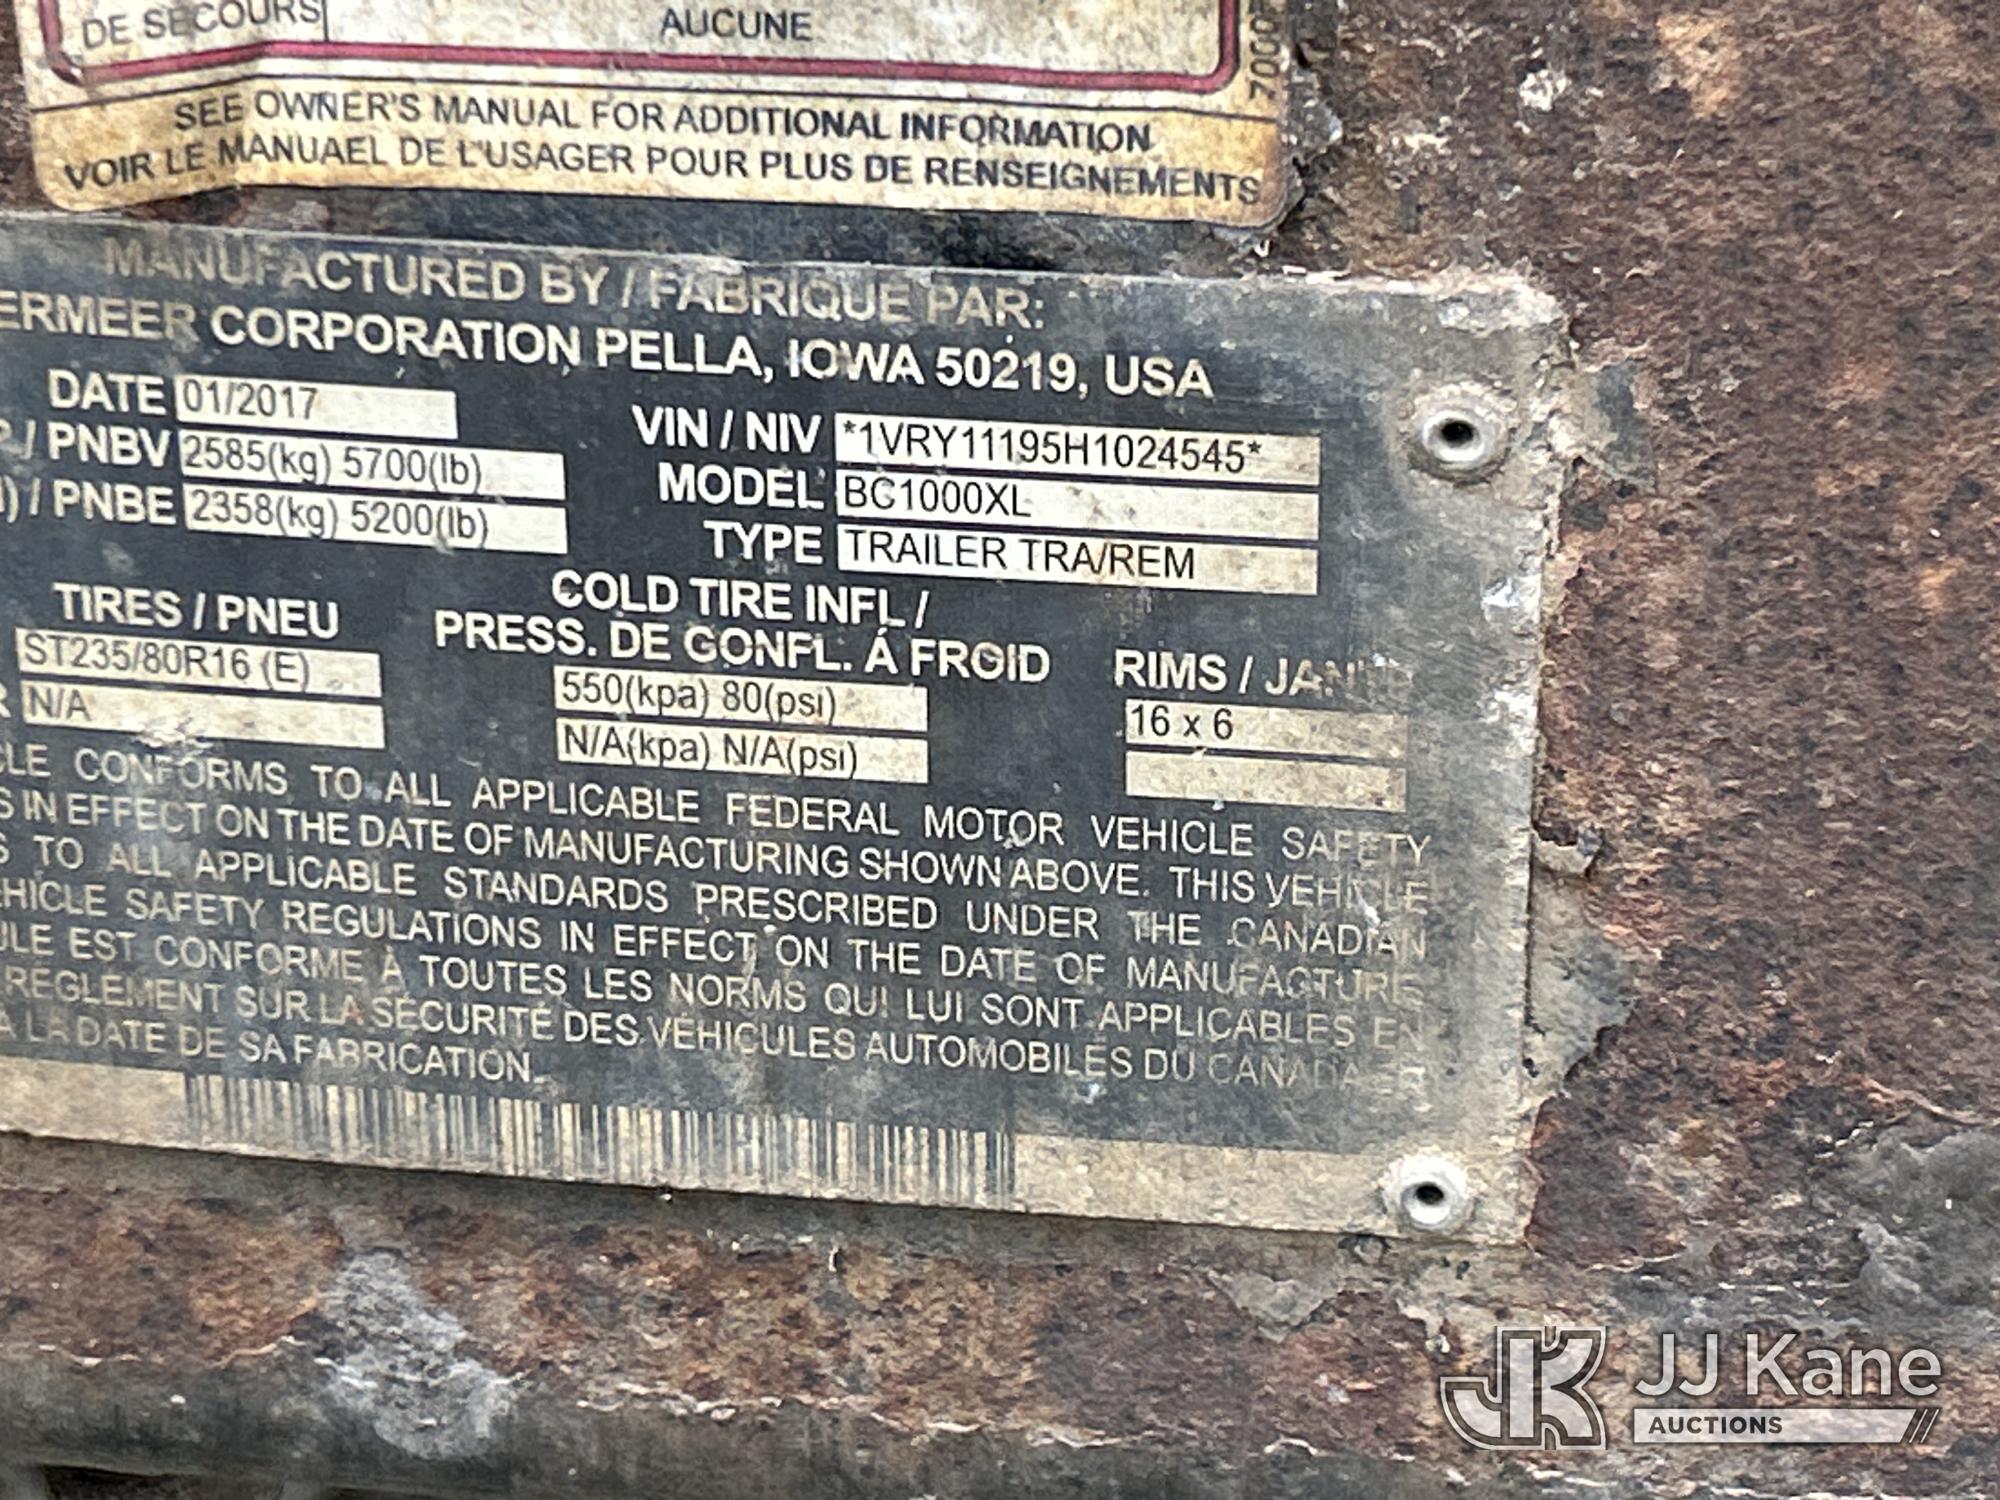 DE SECOURS AUCUNE
7000
SEE OWNER'S MANUAL FOR ADDITIONAL INFORMATION
VOIR LE MANUAEL DE L'USAGER POUR PLUS DE RENSEIGNEMENTS
MANUFACTURED BY / FABRIQUE PAR:
ERMEER CORPORATION PELLA, IOWA 50219, USA
DATE 01/2017
VIN / NIV *1VRY11195H1024545*
/ PNBV 2585(kg) 5700(lb)
MODEL BC1000XL
) / PNBE 2358(kg) 5200(lb)
TYPE TRAILER TRA/REM
TIRES / PNEU
COLD TIRE INFL /
PRESS. DE GONFL. Á FROID
RIMS / JAN
ST235/80R16 (E) 550(kpa) 80(psi) 16 x 6
R N/A N/A(kpa) N/A(psi)
CLE CONFORMS TO ALL APPLICABLE FEDERAL MOTOR VEHICLE SAFETY
S IN EFFECT ON THE DATE OF MANUFACTURING SHOWN ABOVE. THIS VEHICLE
S TO ALL APPLICABLE STANDARDS PRESCRIBED UNDER THE CANADIAN
EHICLE SAFETY REGULATIONS IN EFFECT ON THE DATE OF MANUFACTURE
ULE EST CONFORME À TOUTES LES NORMS QUI LUI SONT APPLICABLES EN
RÈGLEMENT SUR LA SÉCURITÉ DES VÉHICULES AUTOMOBILES DU CANADA
A LA DATE DE SA FABRICATION.
JJ Kane
AUCTIONS